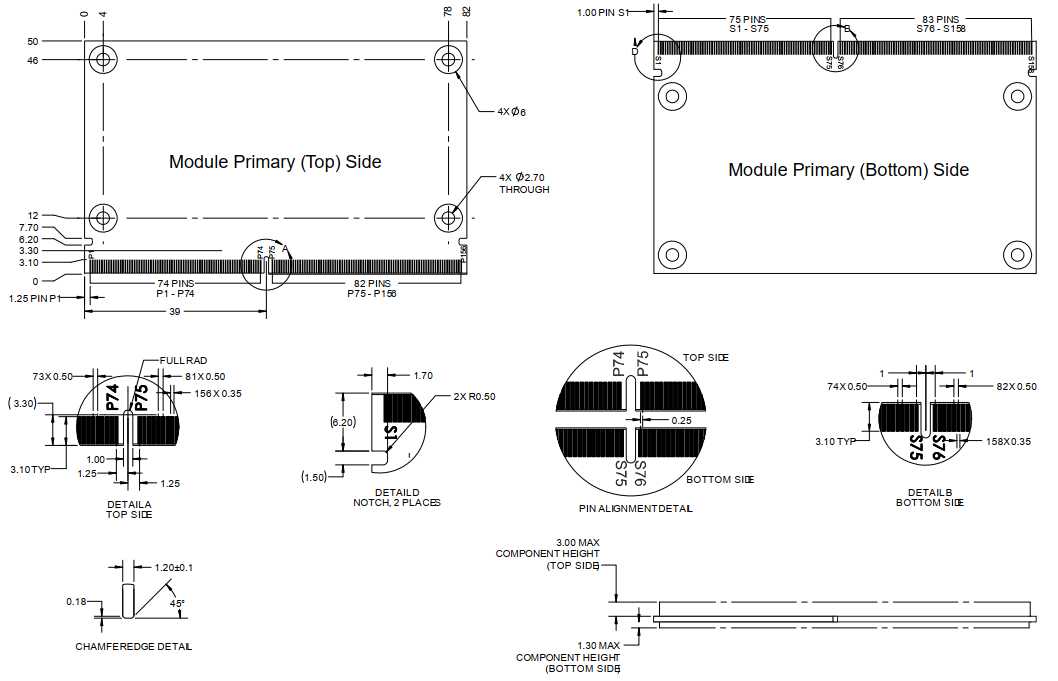 0 4 78 82
50
46
4X Ø6
Module Primary (Top) Side
4X Ø2.70
THROUGH
12
7.70
6.20
3.30
3.10
0
P1
P74
P75
A
P156
74 PINS
P1 - P74
82 PINS
P75 - P156
1.25 PIN P1
39
1.00 PIN S1
75 PINS
S1 - S75
83 PINS
S76 - S158
B
D
S1
S75
S76
S158
Module Primary (Bottom) Side
FULL RAD
73X 0.50
81X 0.50
156X 0.35
P74
P75
(3.30)
3.10 TYP
1.00
1.25
1.25
DETAIL A
TOP SIDE
1.70
2X R0.50
(6.20)
S1
(1.50)
DETAIL D
NOTCH, 2 PLACES
P74
P75
TOP SIDE
0.25
S75
S76
BOTTOM SIDE
PIN ALIGNMENT DETAIL
1 1
74X 0.50
82X 0.50
3.10 TYP
S75
S76
158X 0.35
DETAIL B
BOTTOM SIDE
1.20±0.1
0.18
45°
CHAMFER EDGE DETAIL
3.00 MAX
COMPONENT HEIGHT
(TOP SIDE)
1.30 MAX
COMPONENT HEIGHT
(BOTTOM SIDE)